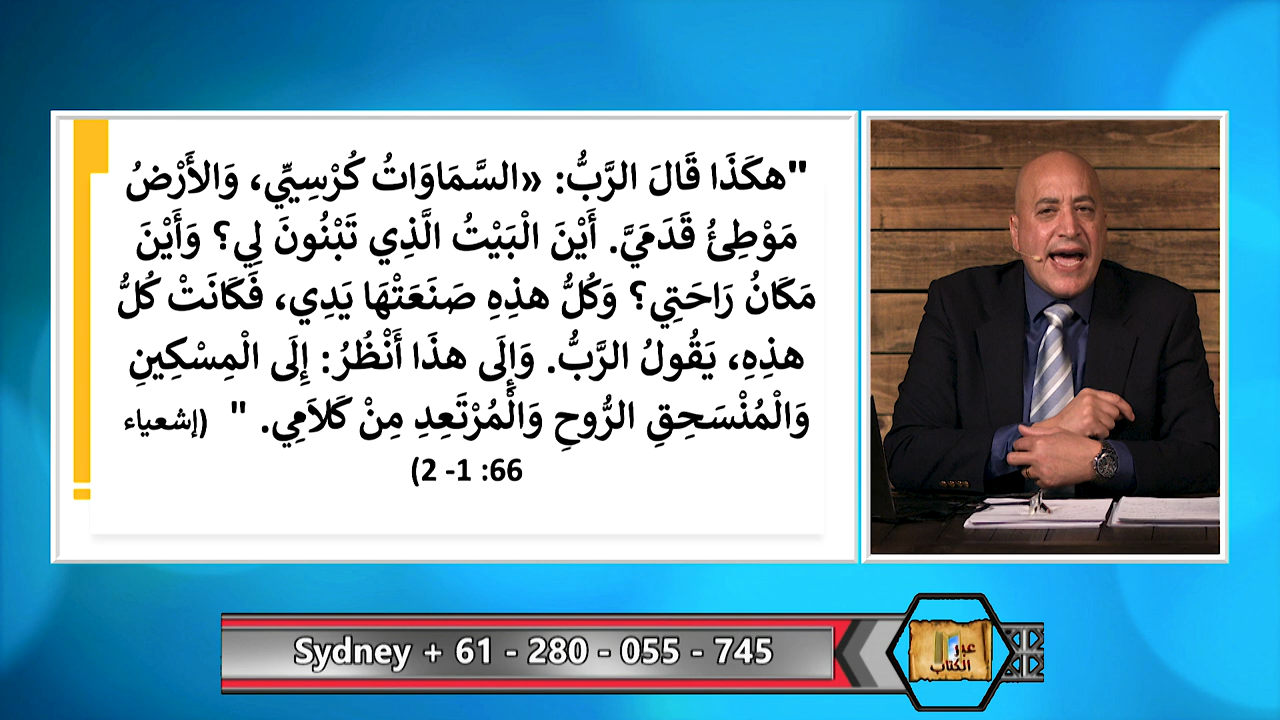 "هكَذَا قَالَ الرَّبُّ: «السَّمَاوَاتُ كُرْسِيِّي، وَالأَرْضُ
مَوْطِئُ قَدَمَيَّ. أَيْنَ الْبَيْتُ الَّذِي تَبْنُونَ لِي؟ وَأَيْنَ
مَكَانُ رَاحَتِي؟ وَكُلُّ هذِهِ صَنَعَتْهَا يَدِي، فَكَانَتْ كُلُّ
هذِهِ، يَقُولُ الرَّبُّ. وَإِلَى هذَا أَنْظُرُ: إِلَى الْمِسْكِينِ
وَالْمُنْسَحِقِ الرُّوحِ وَالْمُرْتَعِدِ مِنْ كَلاَمِي. " (إشعياء
66: 1- 2)
Sydney + 61 - 280 - 055 - 745
عبر
الكتاب